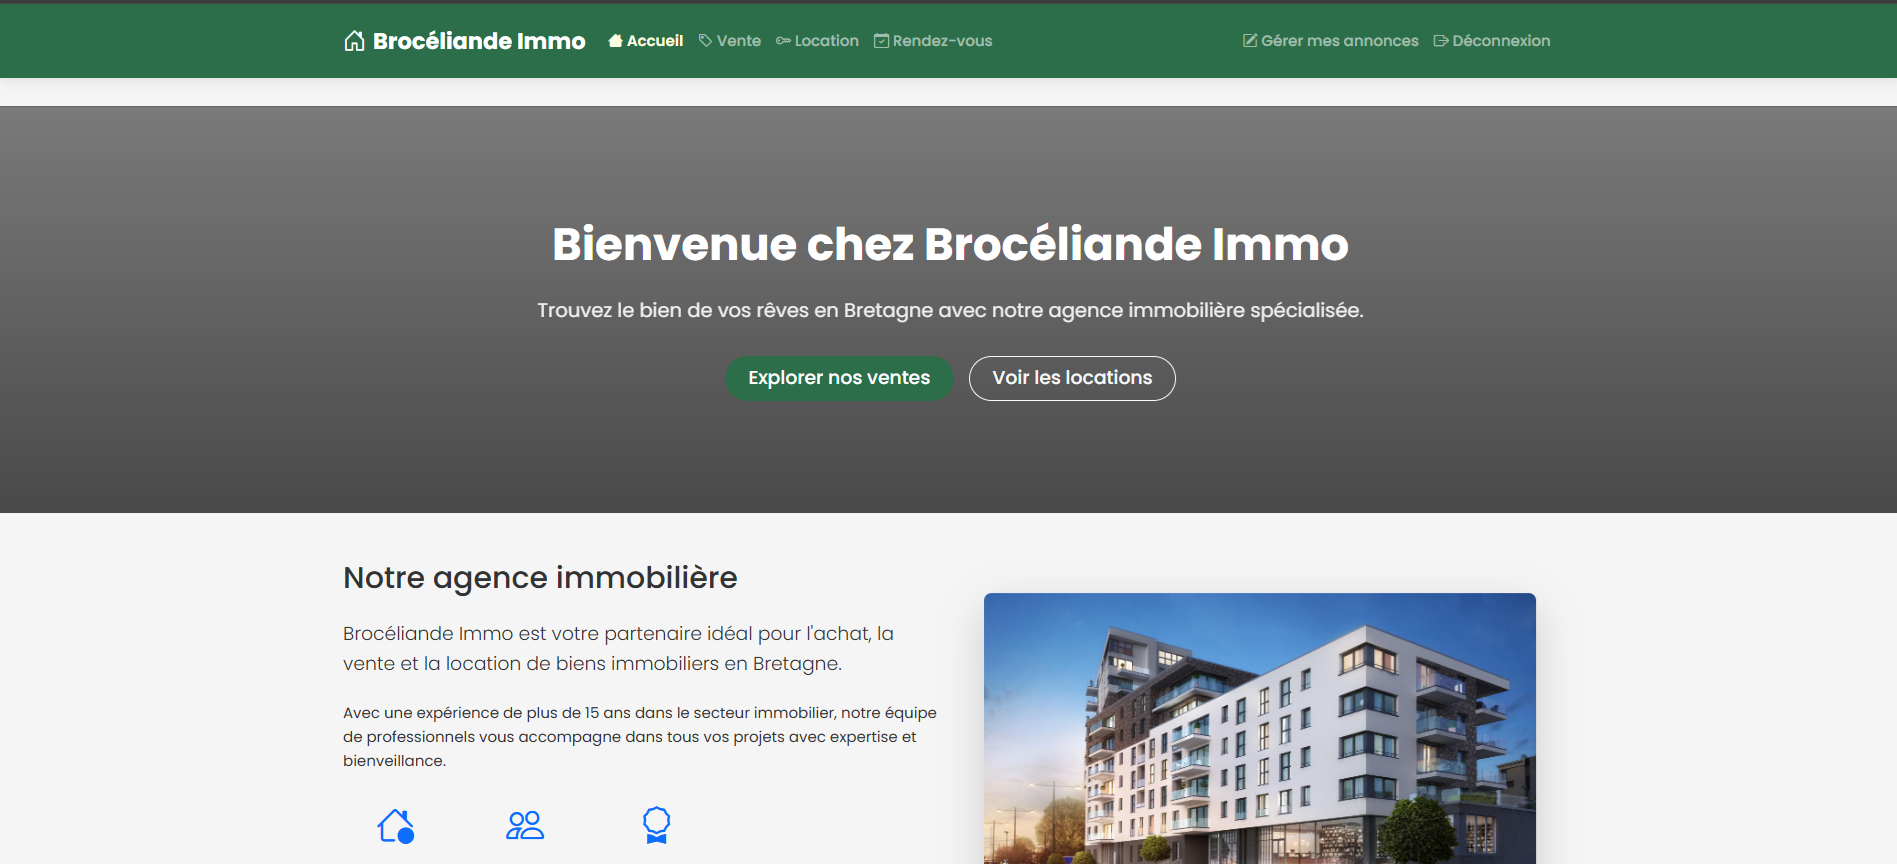 Brocéliande Immo Accueil Vente Location Rendez-vous Gérer mes annonces Déconnexion
Bienvenue chez Brocéliande Immo
Trouvez le bien de vos rêves en Bretagne avec notre agence immobilière spécialisée.
Explorer nos ventes Voir les locations
Notre agence immobilière
Brocéliande Immo est votre partenaire idéal pour l'achat, la
vente et la location de biens immobiliers en Bretagne.
Avec une expérience de plus de 15 ans dans le secteur immobilier, notre équipe
de professionnels vous accompagne dans tous vos projets avec expertise et
bienveillance.